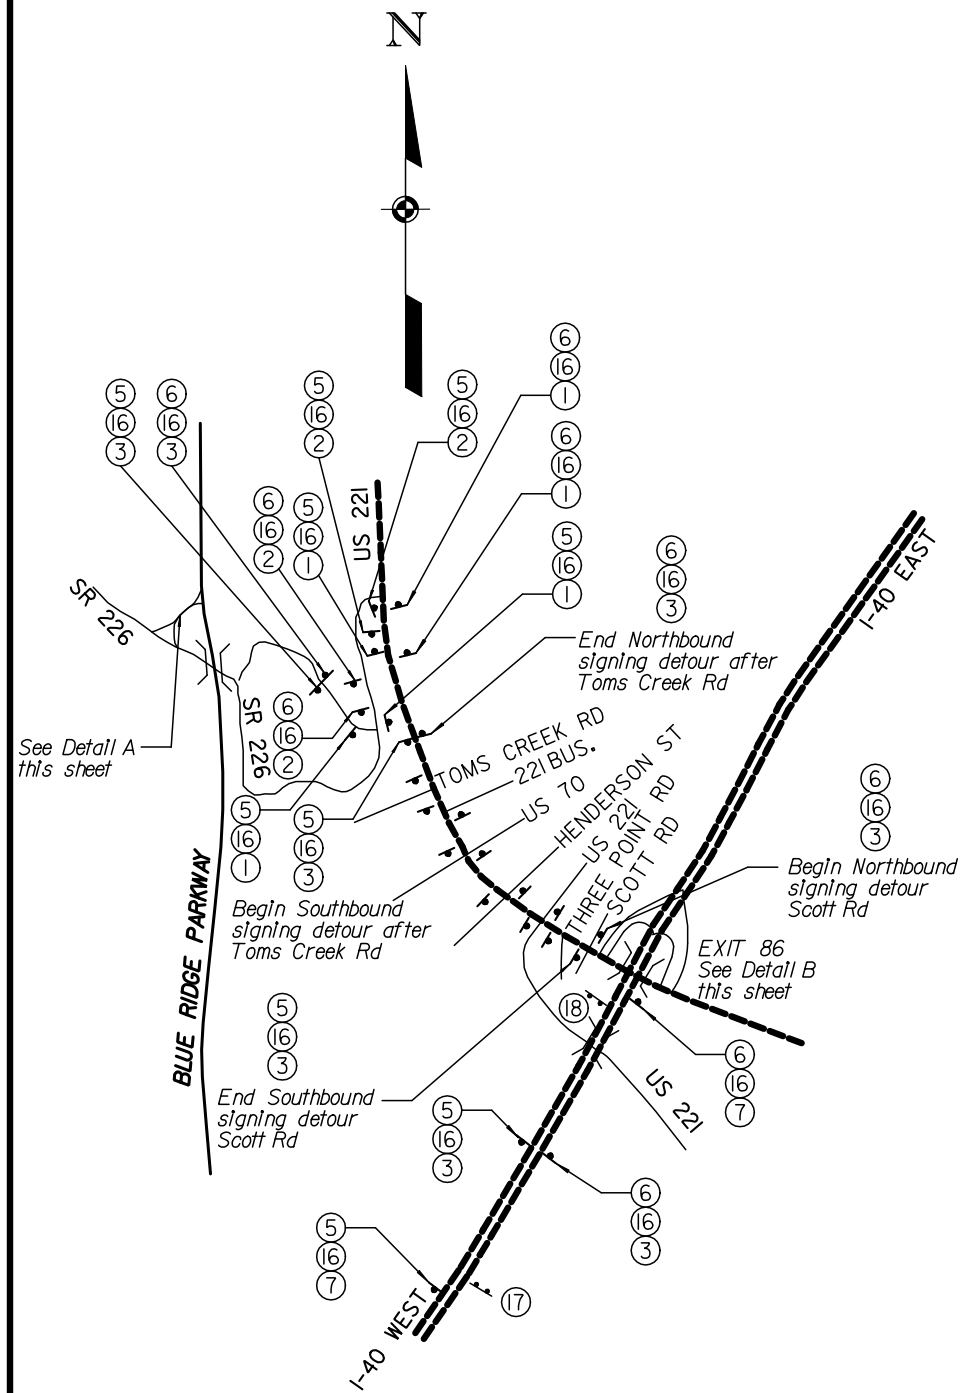 N
6
16
1
5
16
3
6
16
3
5
16
2
5
16
2
6
16
1
6
16
2
5
16
1
US 221
5
16
1
6
16
3
I-40 EAST
SR 226
End Northbound
signing detour after
Toms Creek Rd
SR 226
6
16
2
See Detail A
this sheet
TOMS CREEK RD
221 BUS.
US 70
HENDERSON ST
US 221
THREE POINT RD
SCOTT RD
6
16
3
5
16
1
5
16
3
Begin Northbound
signing detour
Scott Rd
Begin Southbound
signing detour after
Toms Creek Rd
BLUE RIDGE PARKWAY
EXIT 86
See Detail B
this sheet
5
16
3
18
End Southbound
signing detour
Scott Rd
6
16
7
US 221
5
16
3
6
16
3
5
16
7
17
I-40 WEST